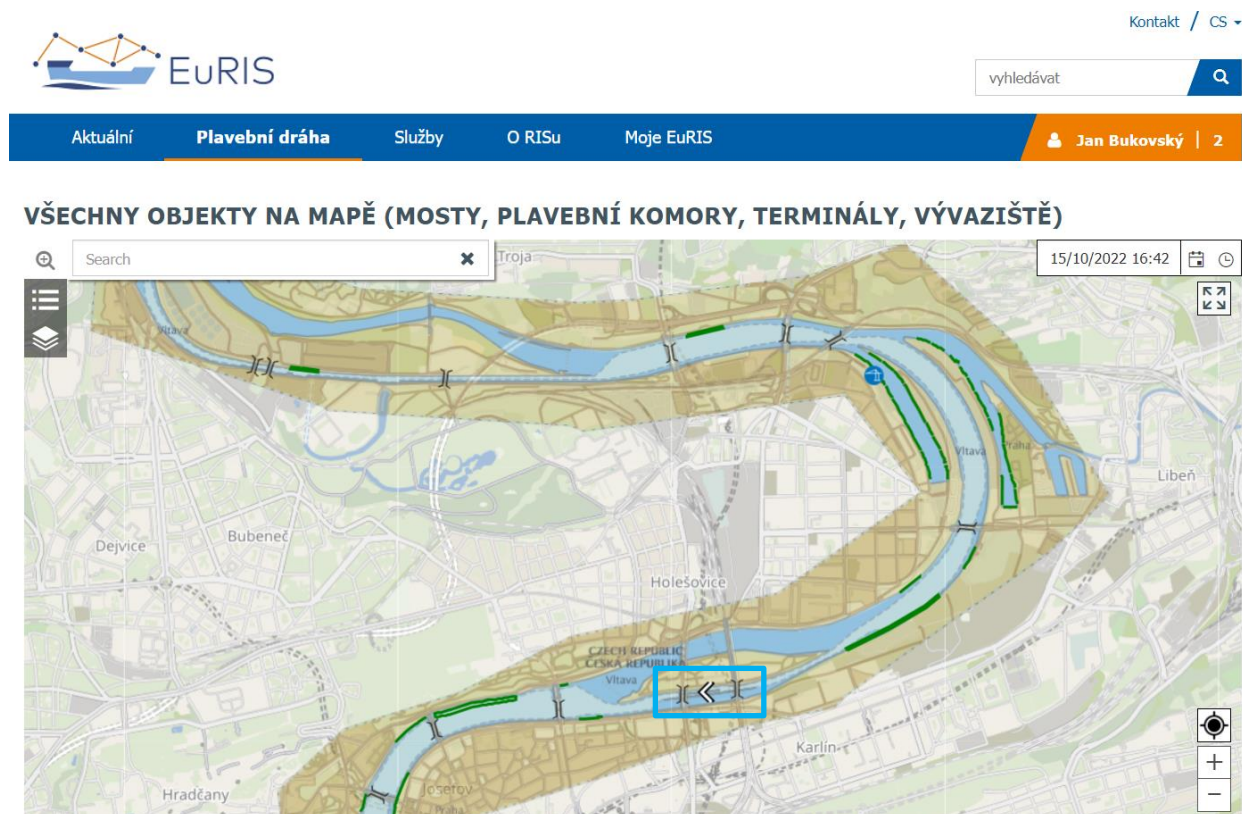 Kontakt / CS
EuRIS
vyhledávat
Aktuální Plavební dráha Služby O RISu Moje EuRIS Jan Bukovský | 2
VŠECHNY OBJEKTY NA MAPĚ (MOSTY, PLAVEBNÍ KOMORY, TERMINÁLY, VÝVAZIŠTĚ)
Search
Troja
15/10/2022 16:42
Vltava
Vltava
Praha
Libeň
Dejvice
Bubeneč
Holešovice
CZECH REPUBLIC
ČESKÁ REPUBLIKA
Vltava
Karlín
Hradčany
Josefov
Praha